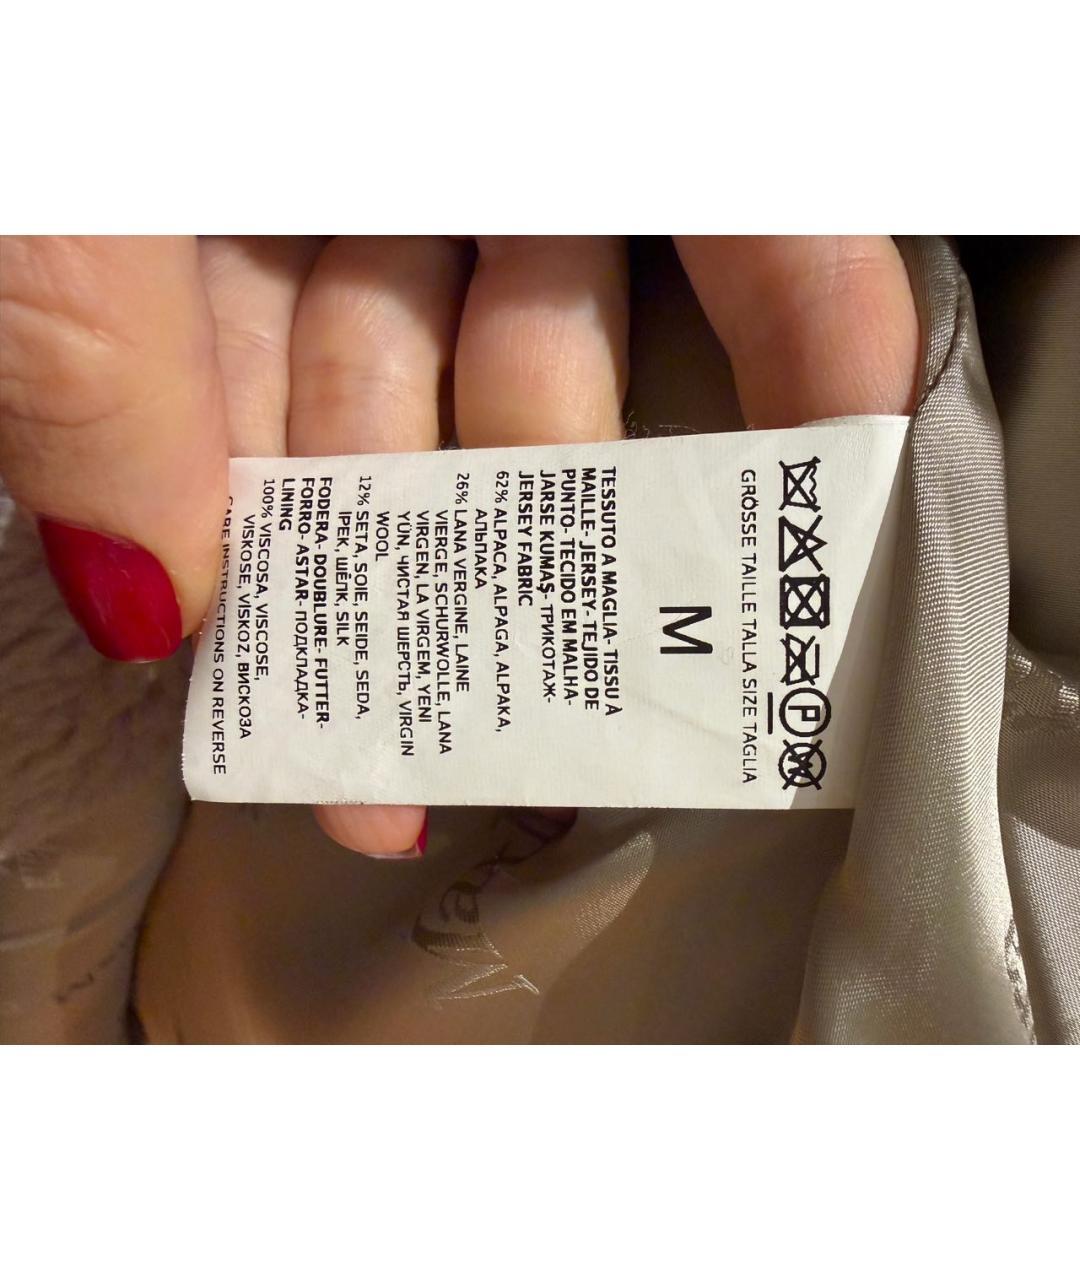 P
W
GRÖSSE TAILLE TALLA SIZE TAGLIA
M
TESSUTO A MAGLIA- TISSU À
MAILLE- JERSEY- TEJIDO DE
PUNTO- TECIDO EM MALHA-
JARSE KUMAŞ- ТРИКОТАЖ-
JERSEY FABRIC
62% ALPACA, ALPAGA, ALPAKA,
АЛЬПАКА
26% LANA VERGINE, LAINE
VIERGE, SCHURWOLLE, LANA
VIRGEN, LA VIRGEM, YENI
YÜN, ЧИСТАЯ ШЕРСТЬ, VIRGIN
WOOL
12% SETA, SOIE, SEIDE, SEDA,
IPEK, ШЁЛК, SILK
FODERA- DOUBLURE- FUTTER-
FORRO- ASTAR- ПОДКЛАДКА-
LINING
100% VISCOSA, VISCOSE,
VISKOSE, VISKOZ, ВИСКОЗА
CARE INSTRUCTIONS ON REVERSE
Max